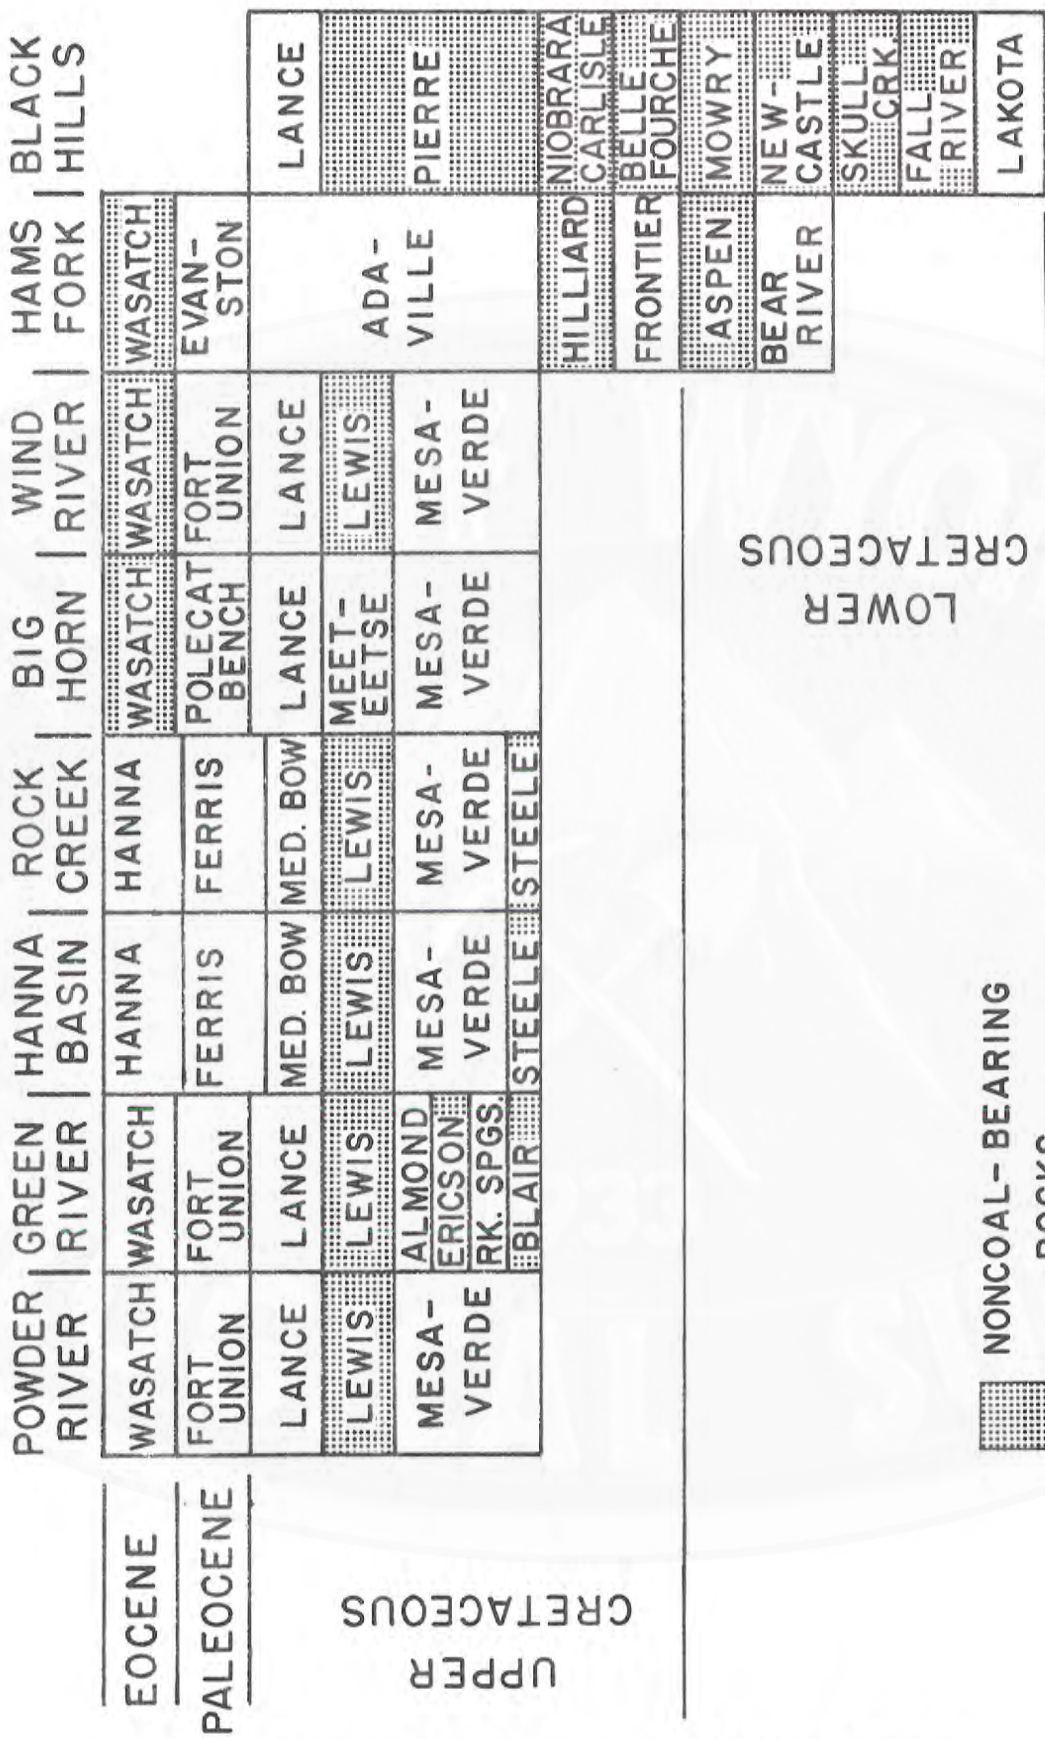 POWDER | GREEN | HANNA | ROCK | BIG | WIND | HAMS | BLACK
RIVER | RIVER | BASIN | CREEK | HORN | RIVER | FORK | HILLS
EOCENE
WASATCH
WASATCH
HANNA
HANNA
WASATCH
WASATCH
WASATCH
PALEOCENE
FORT
UNION
FORT
UNION
FERRIS
FERRIS
POLECAT
BENCH
FORT
UNION
EVAN-
STON
UPPER
CRETACEOUS
LANCE
LANCE
MED. BOW
MED. BOW
LANCE
LANCE
ADA-
VILLE
LANCE
LEWIS
LEWIS
LEWIS
LEWIS
MEET-
EETSE
LEWIS
PIERRE
MESA-
VERDE
ALMOND
ERICSON
RK. SPGS.
BLAIR
MESA-
VERDE
STEELE
MESA-
VERDE
STEELE
MESA-
VERDE
MESA-
VERDE
HILLIARD
NIOBRARA
CARLISLE
FRONTIER
BELLE
FOURCHE
LOWER
CRETACEOUS
ASPEN
MOWRY
BEAR
RIVER
NEW-
CASTLE
SKULL
CRK.
FALL
RIVER
LAKOTA
NONCOAL-BEARING